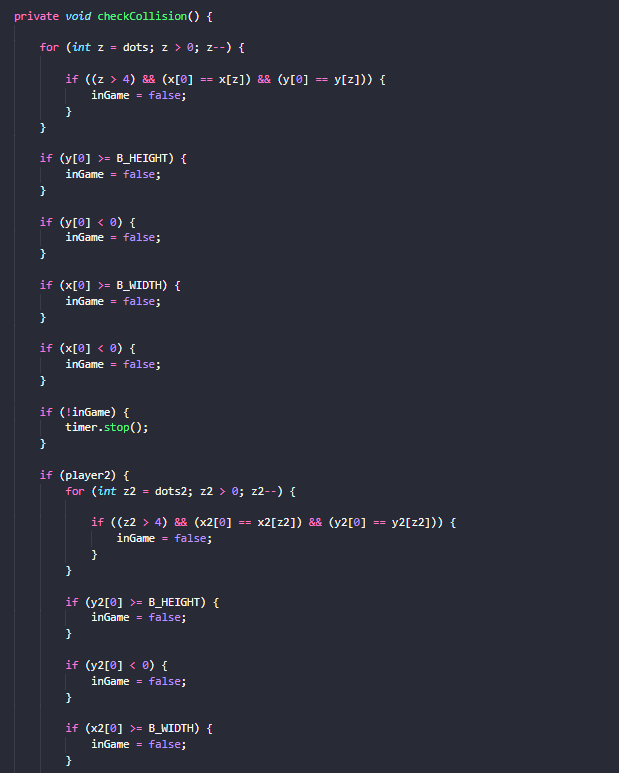 private void checkCollision() {
for (int z = dots; z > 0; z--) {
if ((z > 4) && (x[0] == x[z]) && (y[0] == y[z])) {
inGame = false;
}
}
if (y[0] >= B_HEIGHT) {
inGame = false;
}
if (y[0] < 0) {
inGame = false;
}
if (x[0] >= B_WIDTH) {
inGame = false;
}
if (x[0] < 0) {
inGame = false;
}
if (!inGame) {
timer.stop();
}
if (player2) {
for (int z2 = dots2; z2 > 0; z2--) {
if ((z2 > 4) && (x2[0] == x2[z2]) && (y2[0] == y2[z2])) {
inGame = false;
}
}
if (y2[0] >= B_HEIGHT) {
inGame = false;
}
if (y2[0] < 0) {
inGame = false;
}
if (x2[0] >= B_WIDTH) {
inGame = false;
}